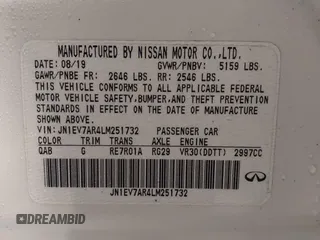 MANUFACTURED BY NISSAN MOTOR CO.,LTD.
DATE: 08/19 GVWR/PNBV: 5159 LBS.
GAWR/PNBE FR: 2646 LBS. RR: 2546 LBS.
THIS VEHICLE CONFORMS TO ALL APPLICABLE FEDERAL
MOTOR VEHICLE SAFETY,BUMPER,AND THEFT PREVENTION
STANDARDS IN EFFECT ON THE DATE OF MANUFACTURE
SHOWN ABOVE.
VIN: JN1EV7AR4LM251732 PASSENGER CAR
COLOR TRIM TRANS AXLE ENGINE
QAB G RE7R01A RG29 VR30(DDTT) 2997CC
JN1EV7AR4LM251732
INFINITI
DREAMBID